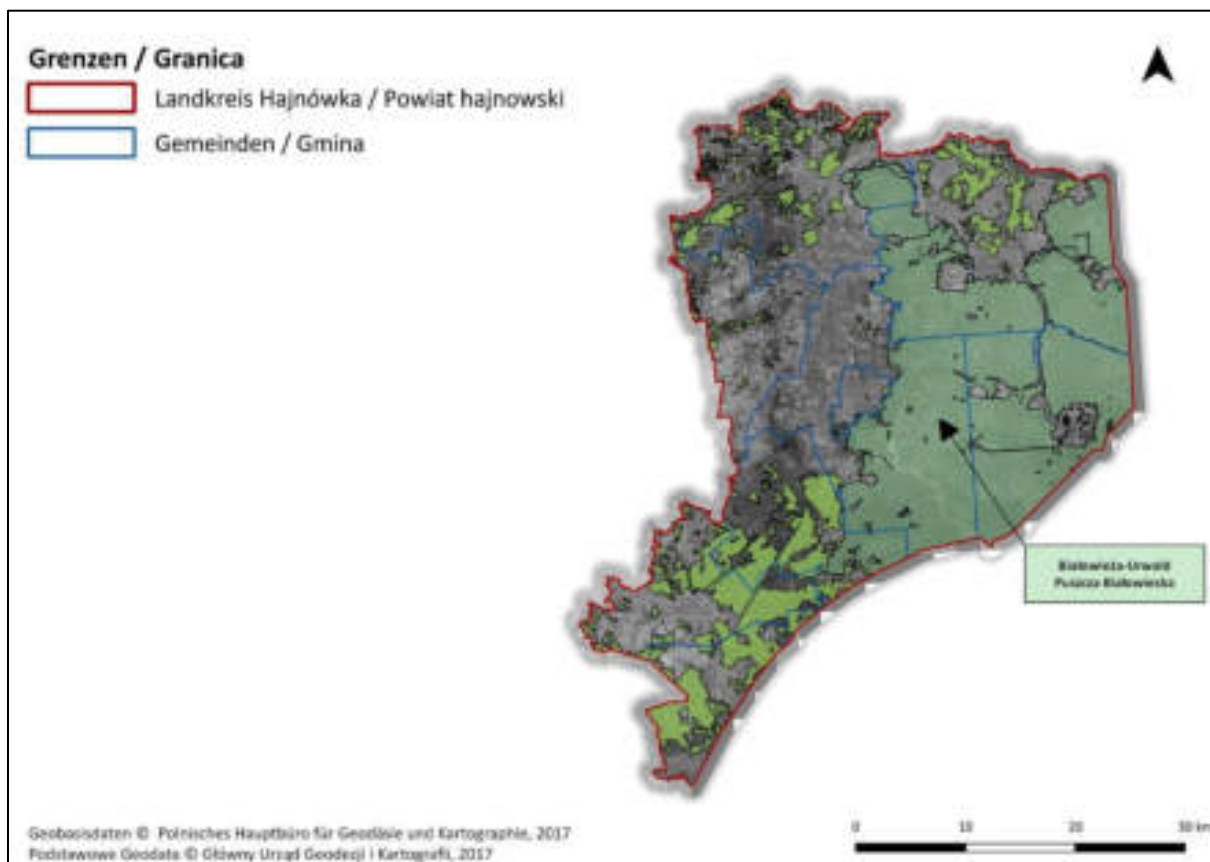 Grenzen / Granica
Landkreis Hajnówka / Powiat hajnowski
Gemeinden / Gmina
Białowieża-Urwald
Puszcza Białowieska
Geobasisdaten © Polnisches Hauptbüro für Geodäsie und Kartographie, 2017
Podstawowe Geodata © Główny Urząd Geodezji i Kartografii, 2017
0 10 20 30 km